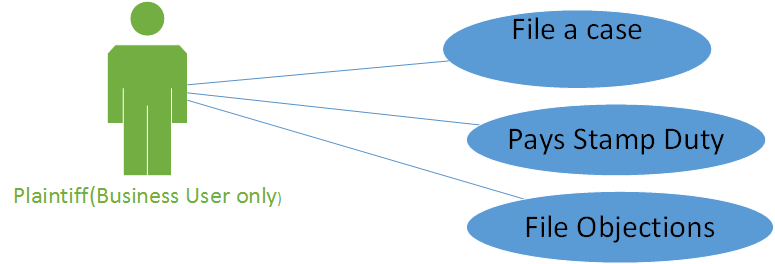 File a case
Pays Stamp Duty
Plaintiff(Business User only)
File Objections